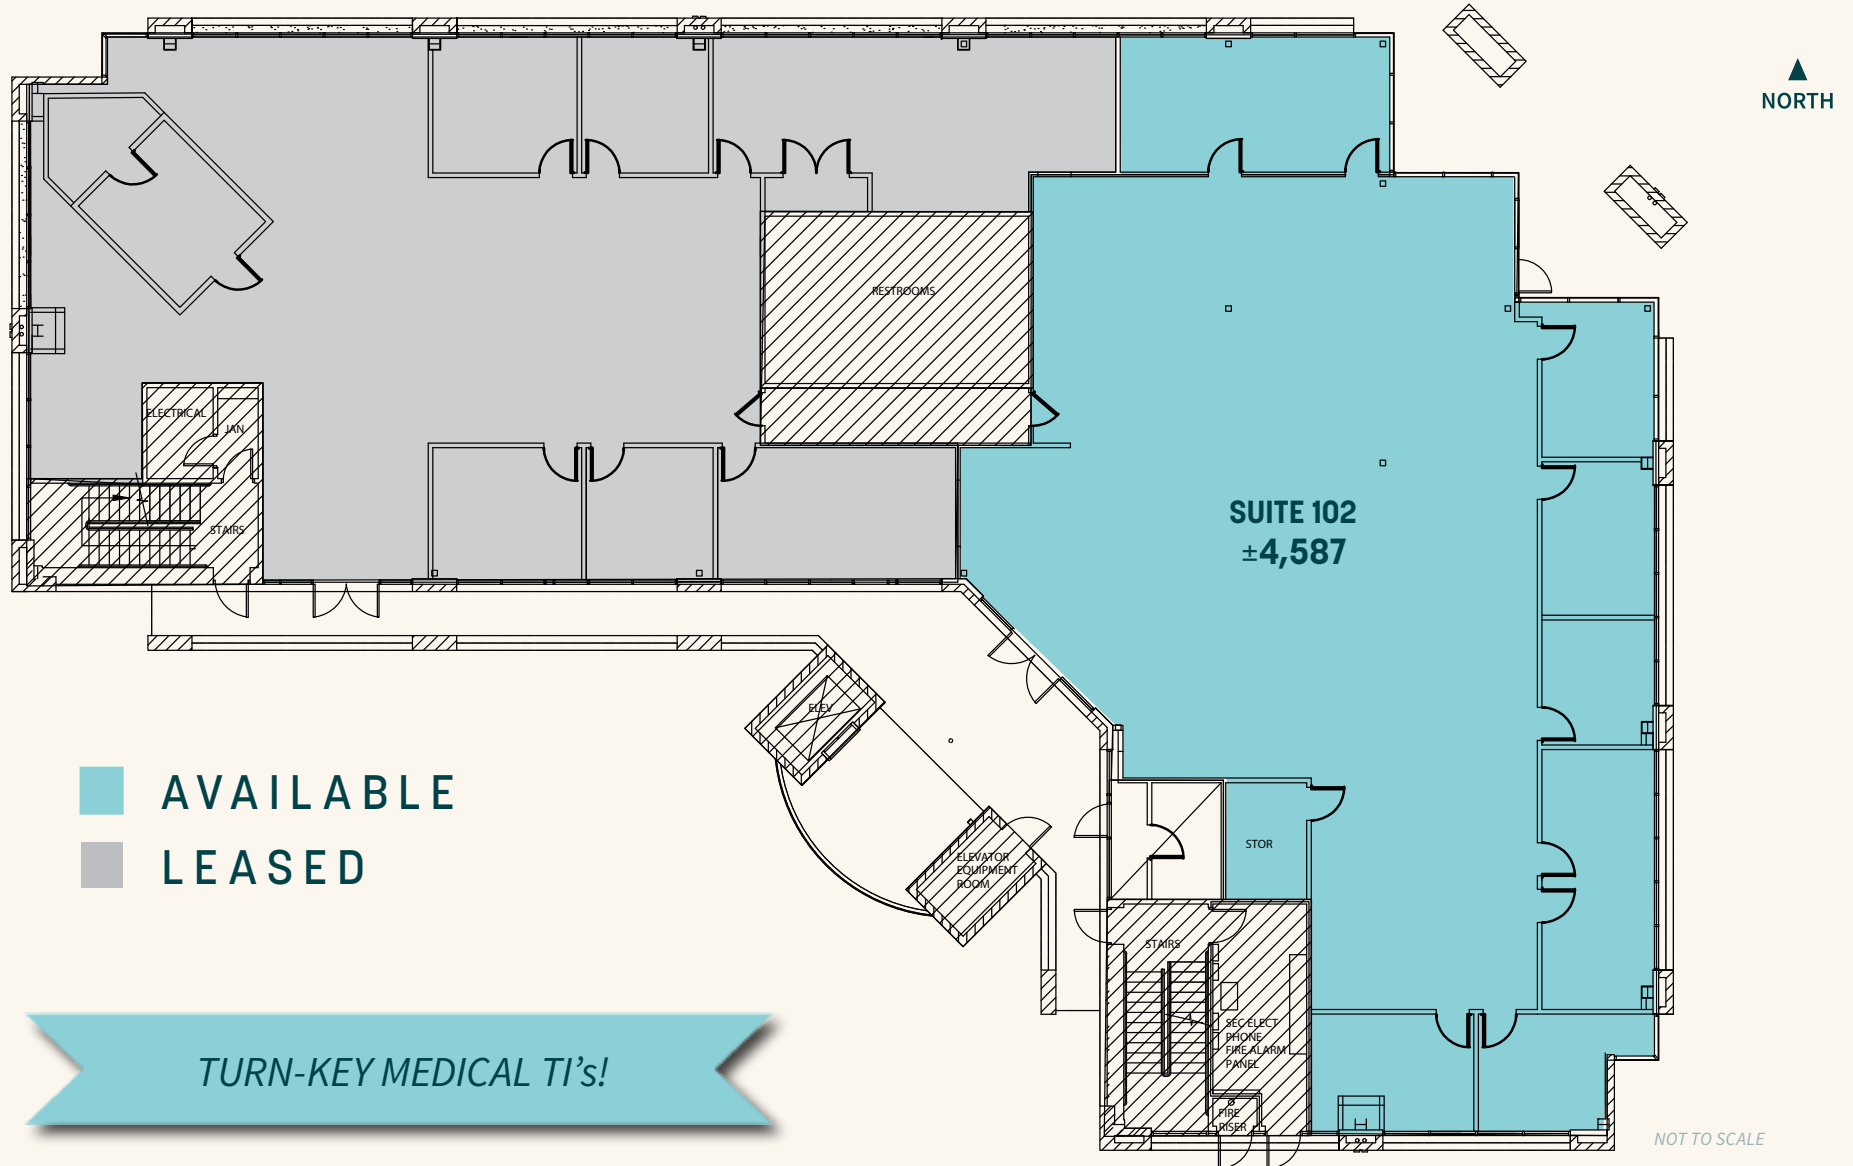 NORTH
RESTROOMS
ELECTRICAL
JAN
STAIRS
SUITE 102
±4,587
ELEV
AVAILABLE
LEASED
STOR
ELEVATOR
EQUIPMENT
ROOM
STAIRS
SEC ELECT
PHONE
FIRE ALARM
PANEL
FIRE
RISER
TURN-KEY MEDICAL TI's!
NOT TO SCALE